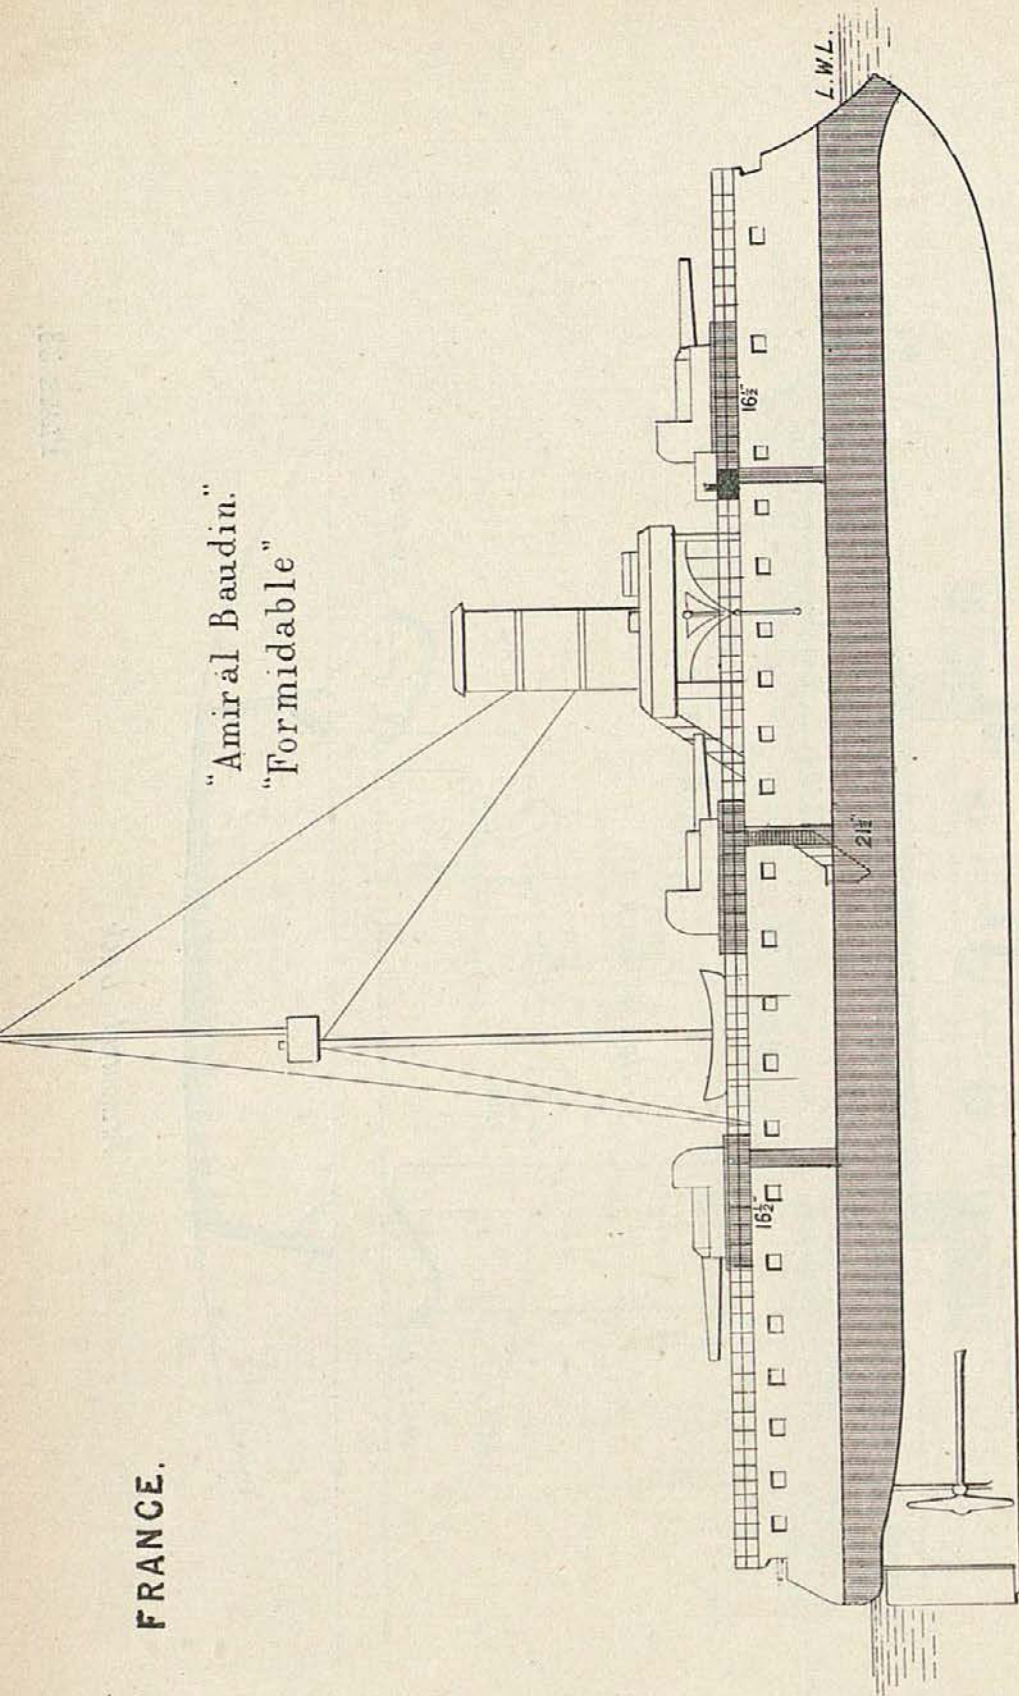 FRANCE.
"Amiral Baudin."
"Formidable"
16½"
21½"
16½"
L.W.L.